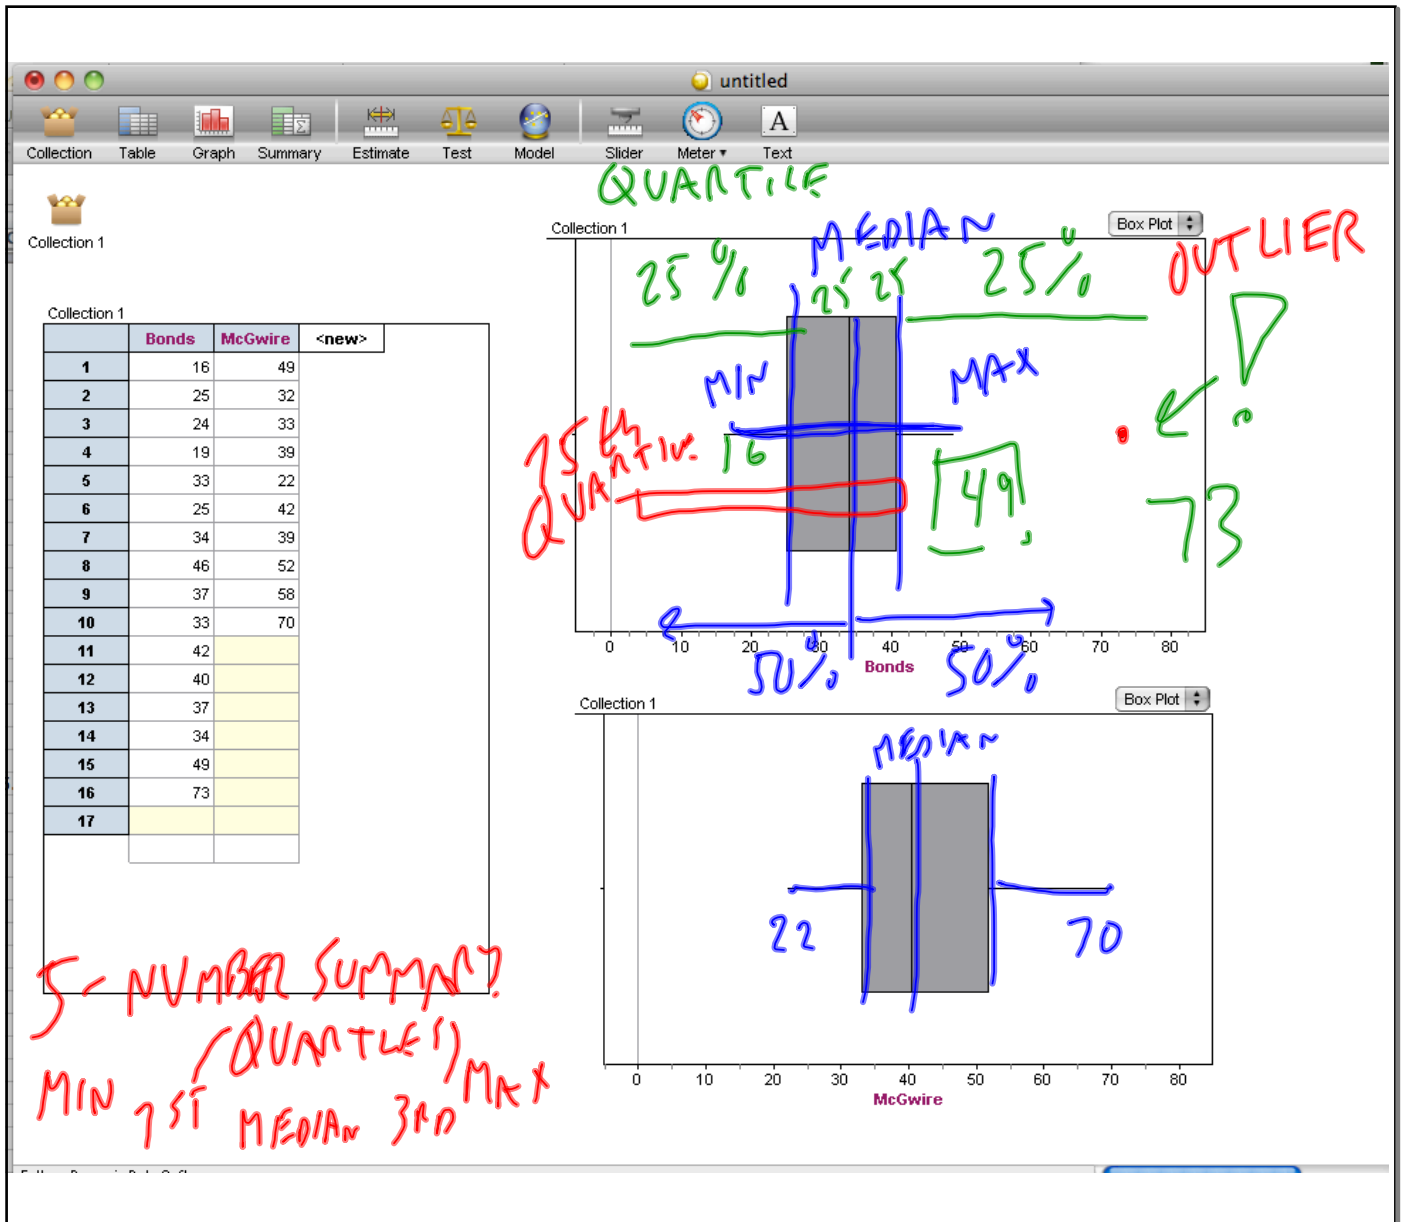 untitled
Collection Table Graph Summary Estimate Test Model Slider Meter Text
A
QUARTILE
Collection 1
Collection 1
MEDIAN
Box Plot
OUTLIER
25% 25 25 25%
Collection 1
Bonds McGwire <new>
1 16 49
2 25 32
3 24 33
4 19 39
5 33 22
6 25 42
7 34 39
8 46 52
9 37 58
10 33 70
11 42
12 40
13 37
14 34
15 49
16 73
17
MIN MAX
75th
QUARTILE
16 49 73
0 10 20 30 40 50 60 70 80
Bonds
50% 50%
Collection 1
Box Plot
MEDIAN
22 70
0 10 20 30 40 50 60 70 80
McGwire
5-NUMBER SUMMARY
(QUARTILES)
MIN 1ST MEDIAN 3RD MAX